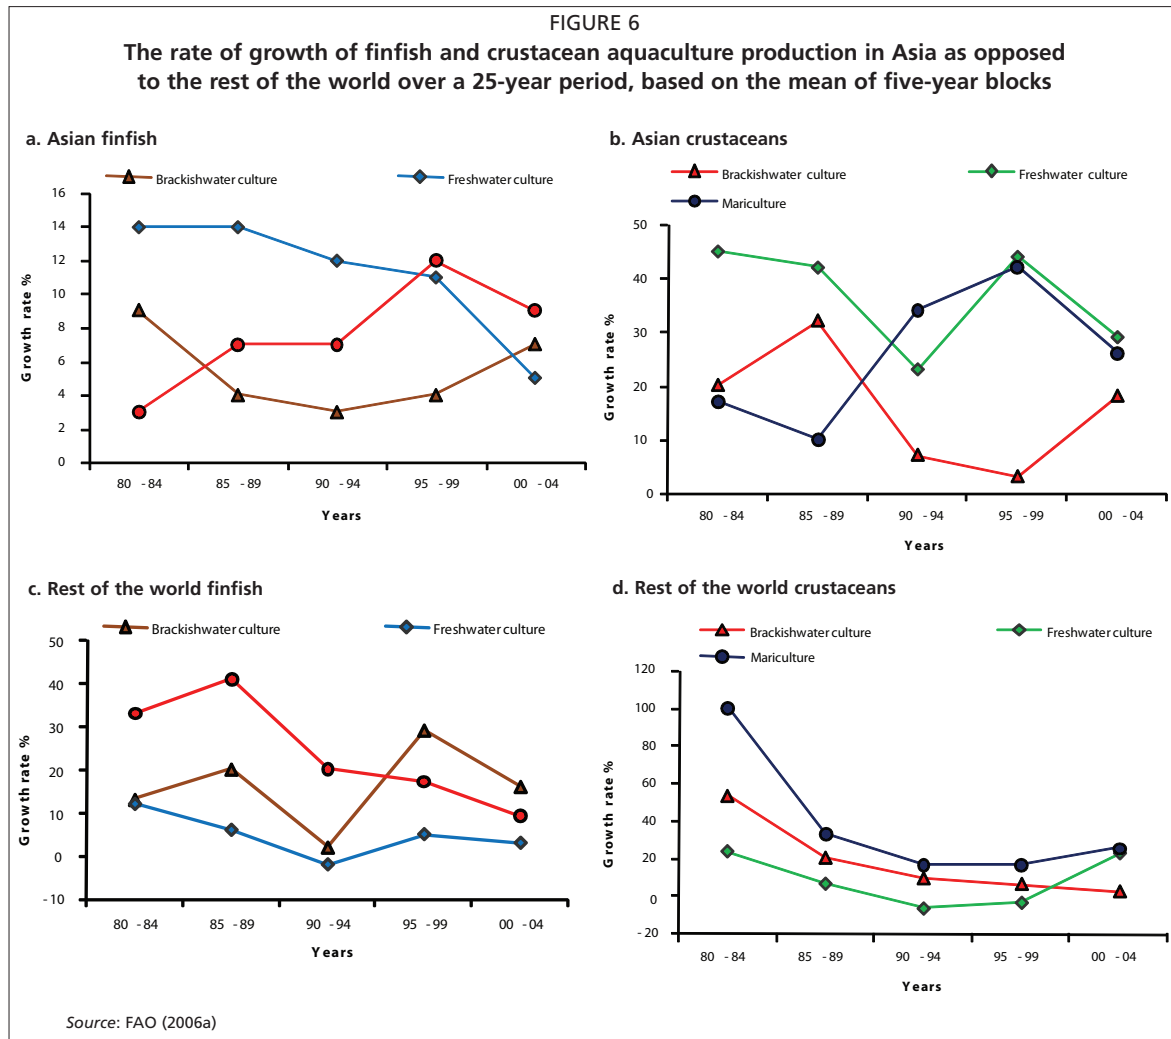 FIGURE 6
The rate of growth of finfish and crustacean aquaculture production in Asia as opposed
to the rest of the world over a 25-year period, based on the mean of five-year blocks
a. Asian finfish
Brackishwater culture
Freshwater culture
Growth rate %
16
14
12
10
8
6
4
2
0
80 - 84
85 - 89
90 - 94
95 - 99
00 - 04
Years
b. Asian crustaceans
Brackishwater culture
Freshwater culture
Mariculture
Growth rate %
50
40
30
20
10
0
80 - 84
85 - 89
90 - 94
95 - 99
00 - 04
Years
c. Rest of the world finfish
Brackishwater culture
Freshwater culture
Growth rate %
50
40
30
20
10
0
- 10
80 - 84
85 - 89
90 - 94
95 - 99
00 - 04
Years
d. Rest of the world crustaceans
Brackishwater culture
Freshwater culture
Mariculture
Growth rate %
120
100
80
60
40
20
0
- 20
80 - 84
85 - 89
90 - 94
95 - 99
00 - 04
Years
Source: FAO (2006a)